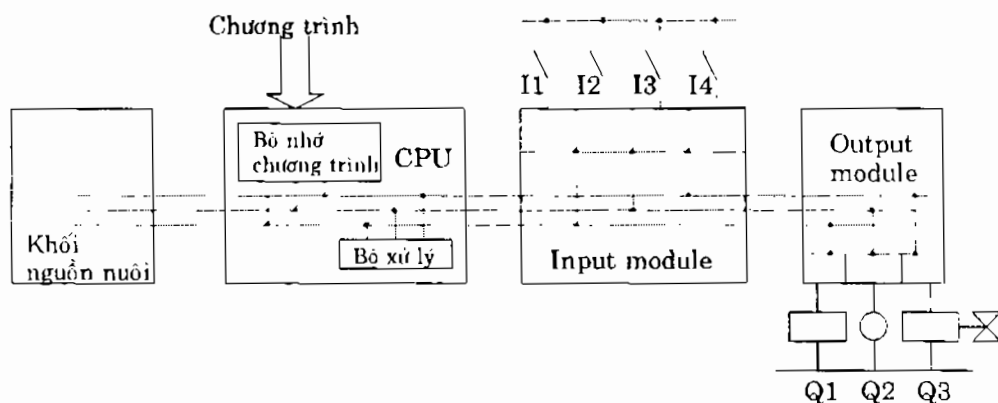 Chương trình
I1 I2 I3 I4
Bộ nhớ
chương trình
CPU
Output
module
Khối
nguồn nuôi
Bộ xử lý
Input module
Q1 Q2 Q3